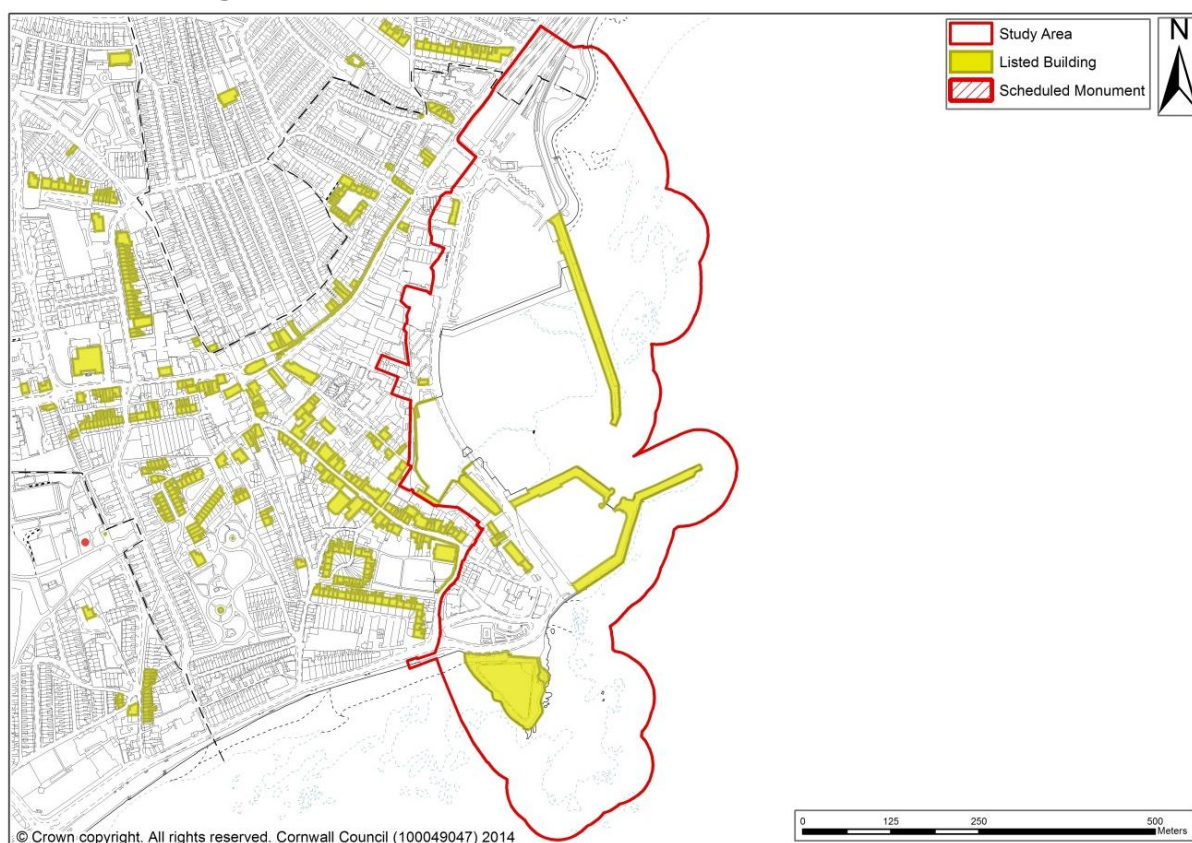 Study Area
Listed Building
Scheduled Monument
N
0 125 250 500
Meters
© Crown copyright. All rights reserved. Cornwall Council (100049047) 2014